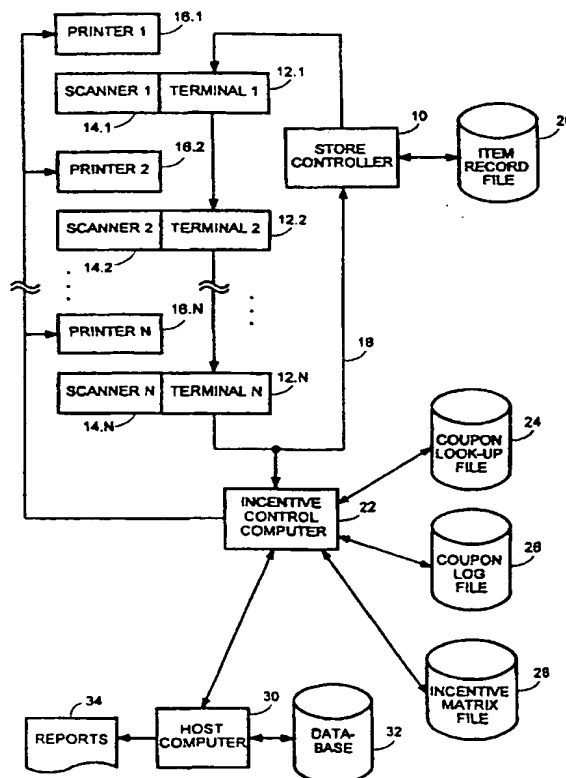 PRINTER 1
16.1
SCANNER 1
TERMINAL 1
12.1
14.1
10
STORE
CONTROLLER
ITEM
RECORD
FILE
PRINTER 2
16.2
SCANNER 2
TERMINAL 2
12.2
14.2
PRINTER N
16.N
18
SCANNER N
TERMINAL N
12.N
14.N
COUPON
LOOK-UP
FILE
24
INCENTIVE
CONTROL
COMPUTER
22
COUPON
LOG
FILE
26
INCENTIVE
MATRIX
FILE
28
34
REPORTS
30
HOST
COMPUTER
DATA-
BASE
32